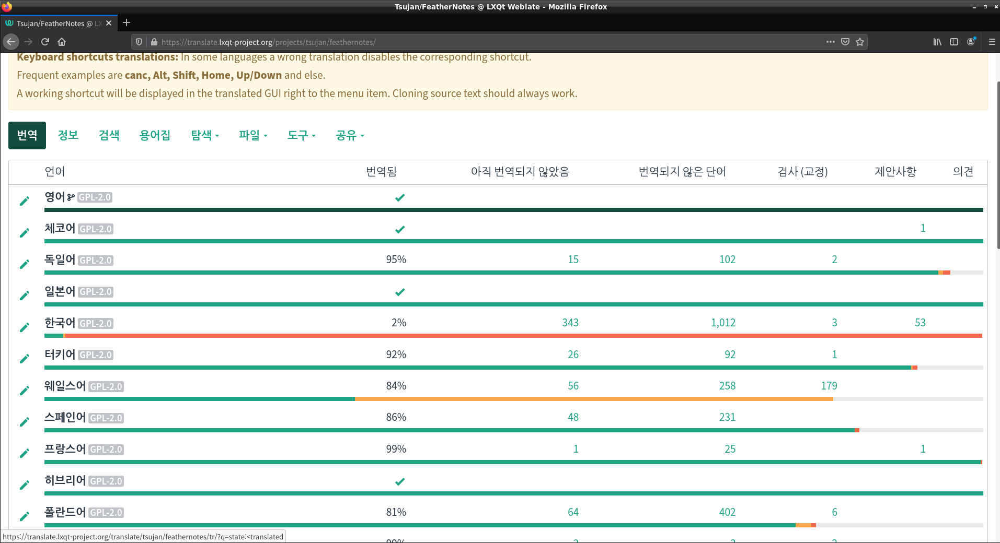 Tsujan/FeatherNotes @ LXQt Weblate - Mozilla Firefox
Tsujan/FeatherNotes @ LX
https://translate.lxqt-project.org/projects/tsujan/feathernotes/
Keyboard shortcuts translations: In some languages a wrong translation disables the corresponding shortcut.
Frequent examples are canc, Alt, Shift, Home, Up/Down and else.
A working shortcut will be displayed in the translated GUI right to the menu item. Cloning source text should always work.
번역 정보 검색 용어집 탐색 파일 도구 공유
언어 번역됨 아직 번역되지 않았음 번역되지 않은 단어 검사 (교정) 제안사항 의견
영어 GPL-2.0
체코어 GPL-2.0 1
독일어 GPL-2.0 95% 15 102 2
일본어 GPL-2.0
한국어 GPL-2.0 2% 343 1,012 3 53
터키어 GPL-2.0 92% 26 92 1
웨일스어 GPL-2.0 84% 56 258 179
스페인어 GPL-2.0 86% 48 231
프랑스어 GPL-2.0 99% 1 25 1
히브리어 GPL-2.0
폴란드어 GPL-2.0 81% 64 402 6
https://translate.lxqt-project.org/translate/tsujan/feathernotes/tr/?q=state:<translated